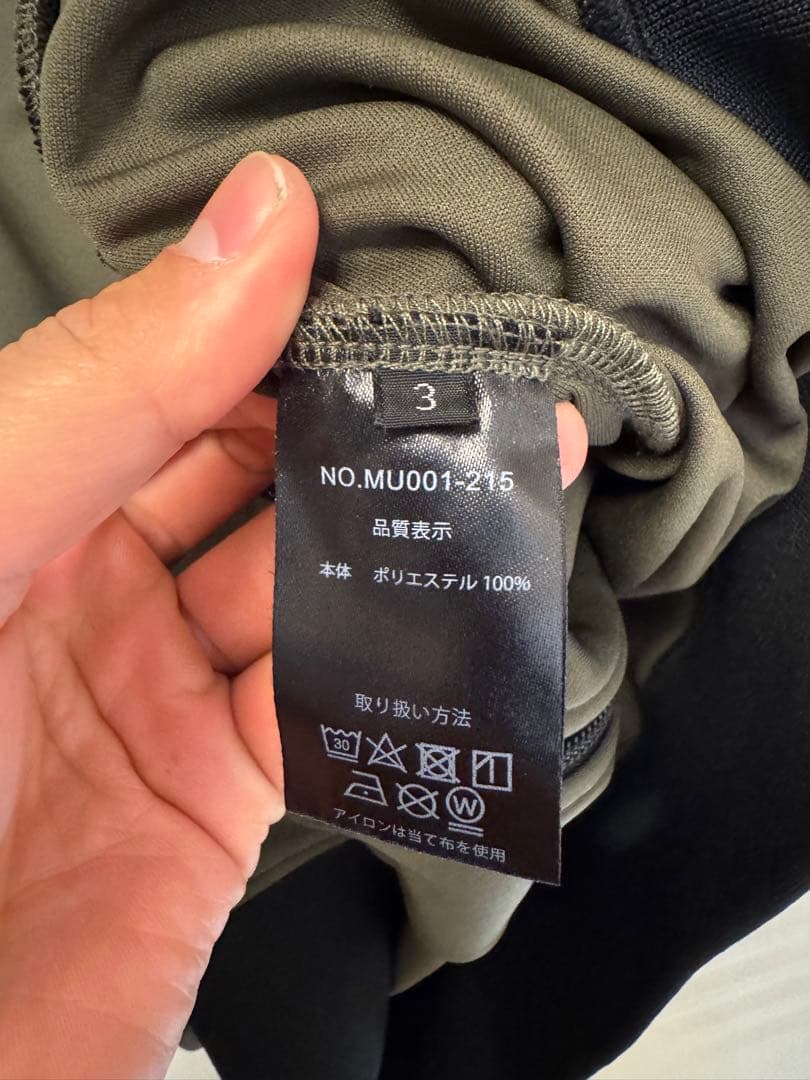 3
NO.MU001-215
品質表示
本体 ポリエステル 100%
取り扱い方法
30
W
アイロンは当て布を使用